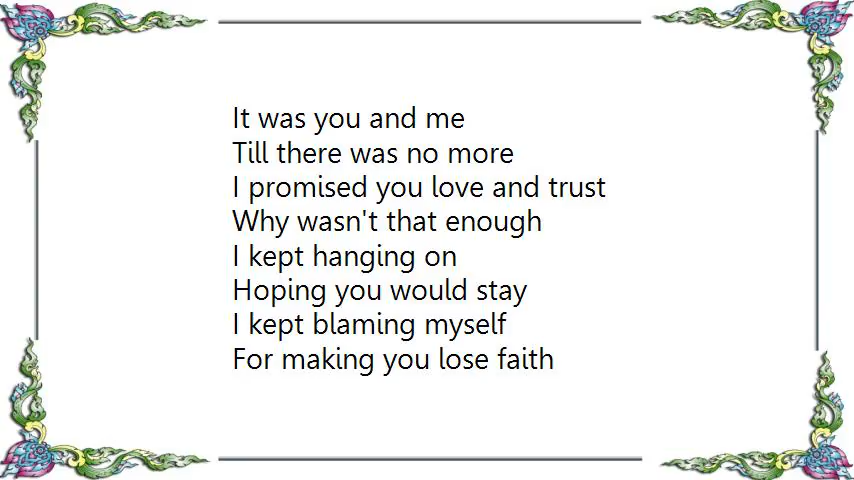 It was you and me
Till there was no more
I promised you love and trust
Why wasn't that enough
I kept hanging on
Hoping you would stay
I kept blaming myself
For making you lose faith